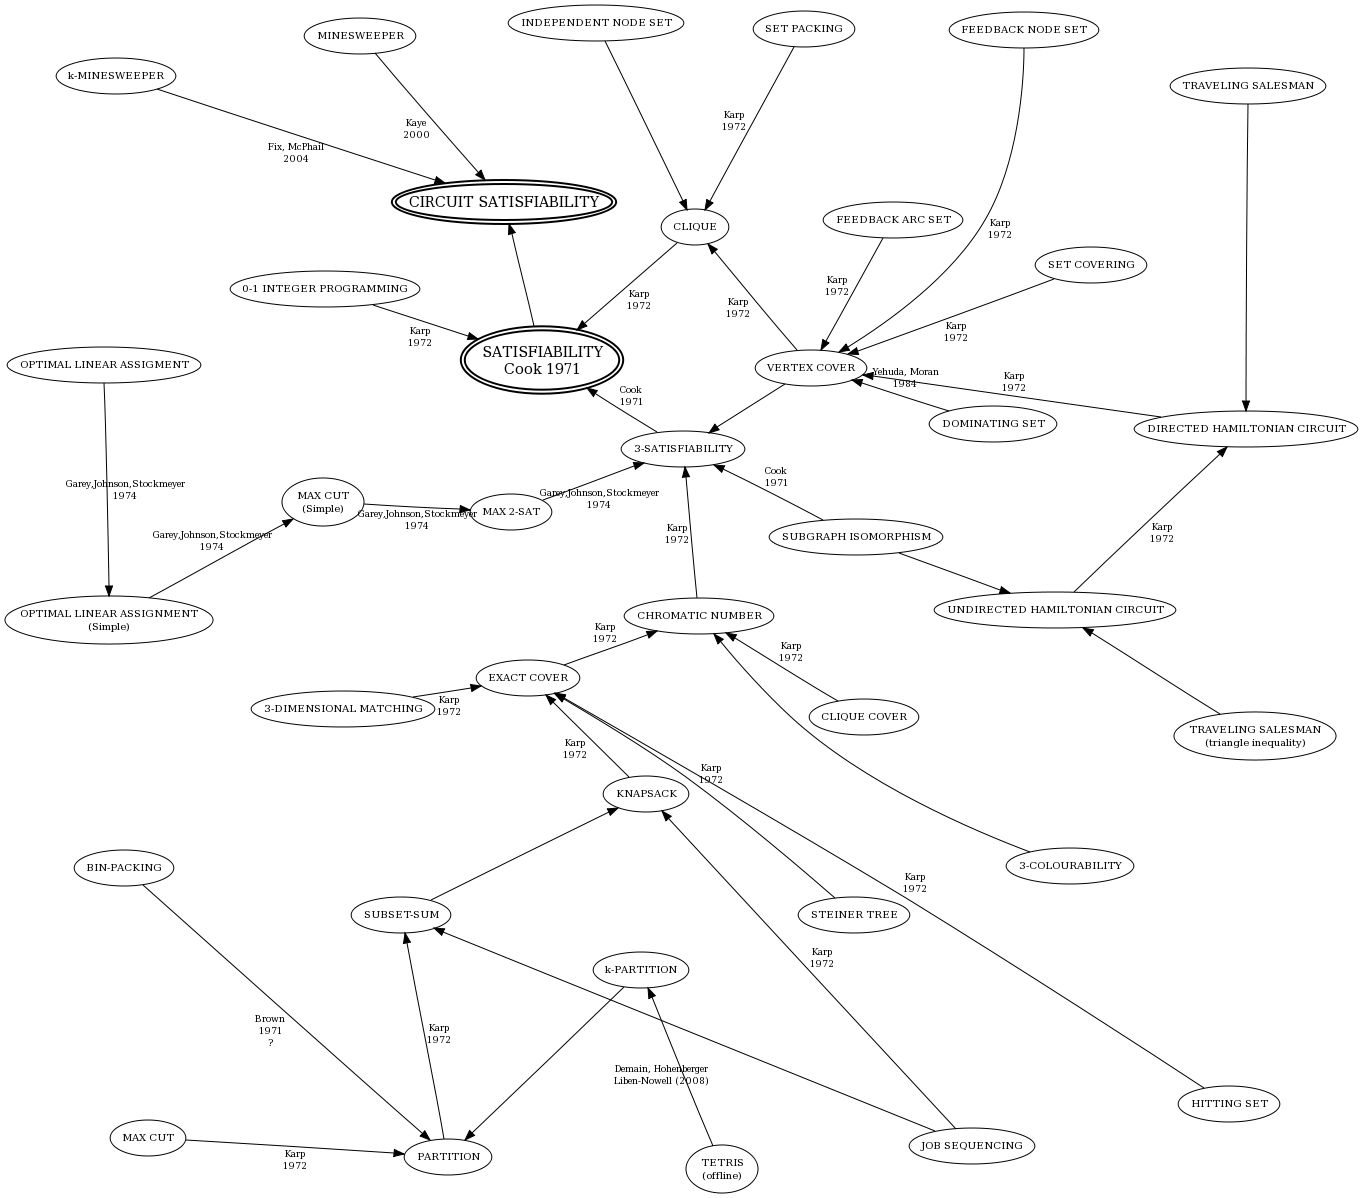 INDEPENDENT NODE SET
SET PACKING
FEEDBACK NODE SET
MINESWEEPER
k-MINESWEEPER
TRAVELING SALESMAN
Karp
1972
Kaye
2000
Fix, McPhail
2004
CIRCUIT SATISFIABILITY
CLIQUE
FEEDBACK ARC SET
Karp
1972
SET COVERING
0-1 INTEGER PROGRAMMING
Karp
1972
Karp
1972
Karp
1972
Karp
1972
Karp
1972
SATISFIABILITY
Cook 1971
OPTIMAL LINEAR ASSIGMENT
VERTEX COVER
Yehuda, Moran
1984
Karp
1972
Cook
1971
DOMINATING SET
DIRECTED HAMILTONIAN CIRCUIT
3-SATISFIABILITY
Garey,Johnson,Stockmeyer
1974
MAX CUT
(Simple)
Garey,Johnson,Stockmeyer
1974
MAX 2-SAT
Garey,Johnson,Stockmeyer
1974
Cook
1971
Garey,Johnson,Stockmeyer
1974
Karp
1972
SUBGRAPH ISOMORPHISM
Karp
1972
OPTIMAL LINEAR ASSIGNMENT
(Simple)
CHROMATIC NUMBER
UNDIRECTED HAMILTONIAN CIRCUIT
Karp
1972
Karp
1972
EXACT COVER
3-DIMENSIONAL MATCHING
Karp
1972
CLIQUE COVER
TRAVELING SALESMAN
(triangle inequality)
Karp
1972
Karp
1972
KNAPSACK
BIN-PACKING
3-COLOURABILITY
Karp
1972
SUBSET-SUM
STEINER TREE
Karp
1972
k-PARTITION
Brown
1971
?
Karp
1972
Demain, Hohenberger
Liben-Nowell (2008)
HITTING SET
MAX CUT
Karp
1972
PARTITION
TETRIS
(offline)
JOB SEQUENCING